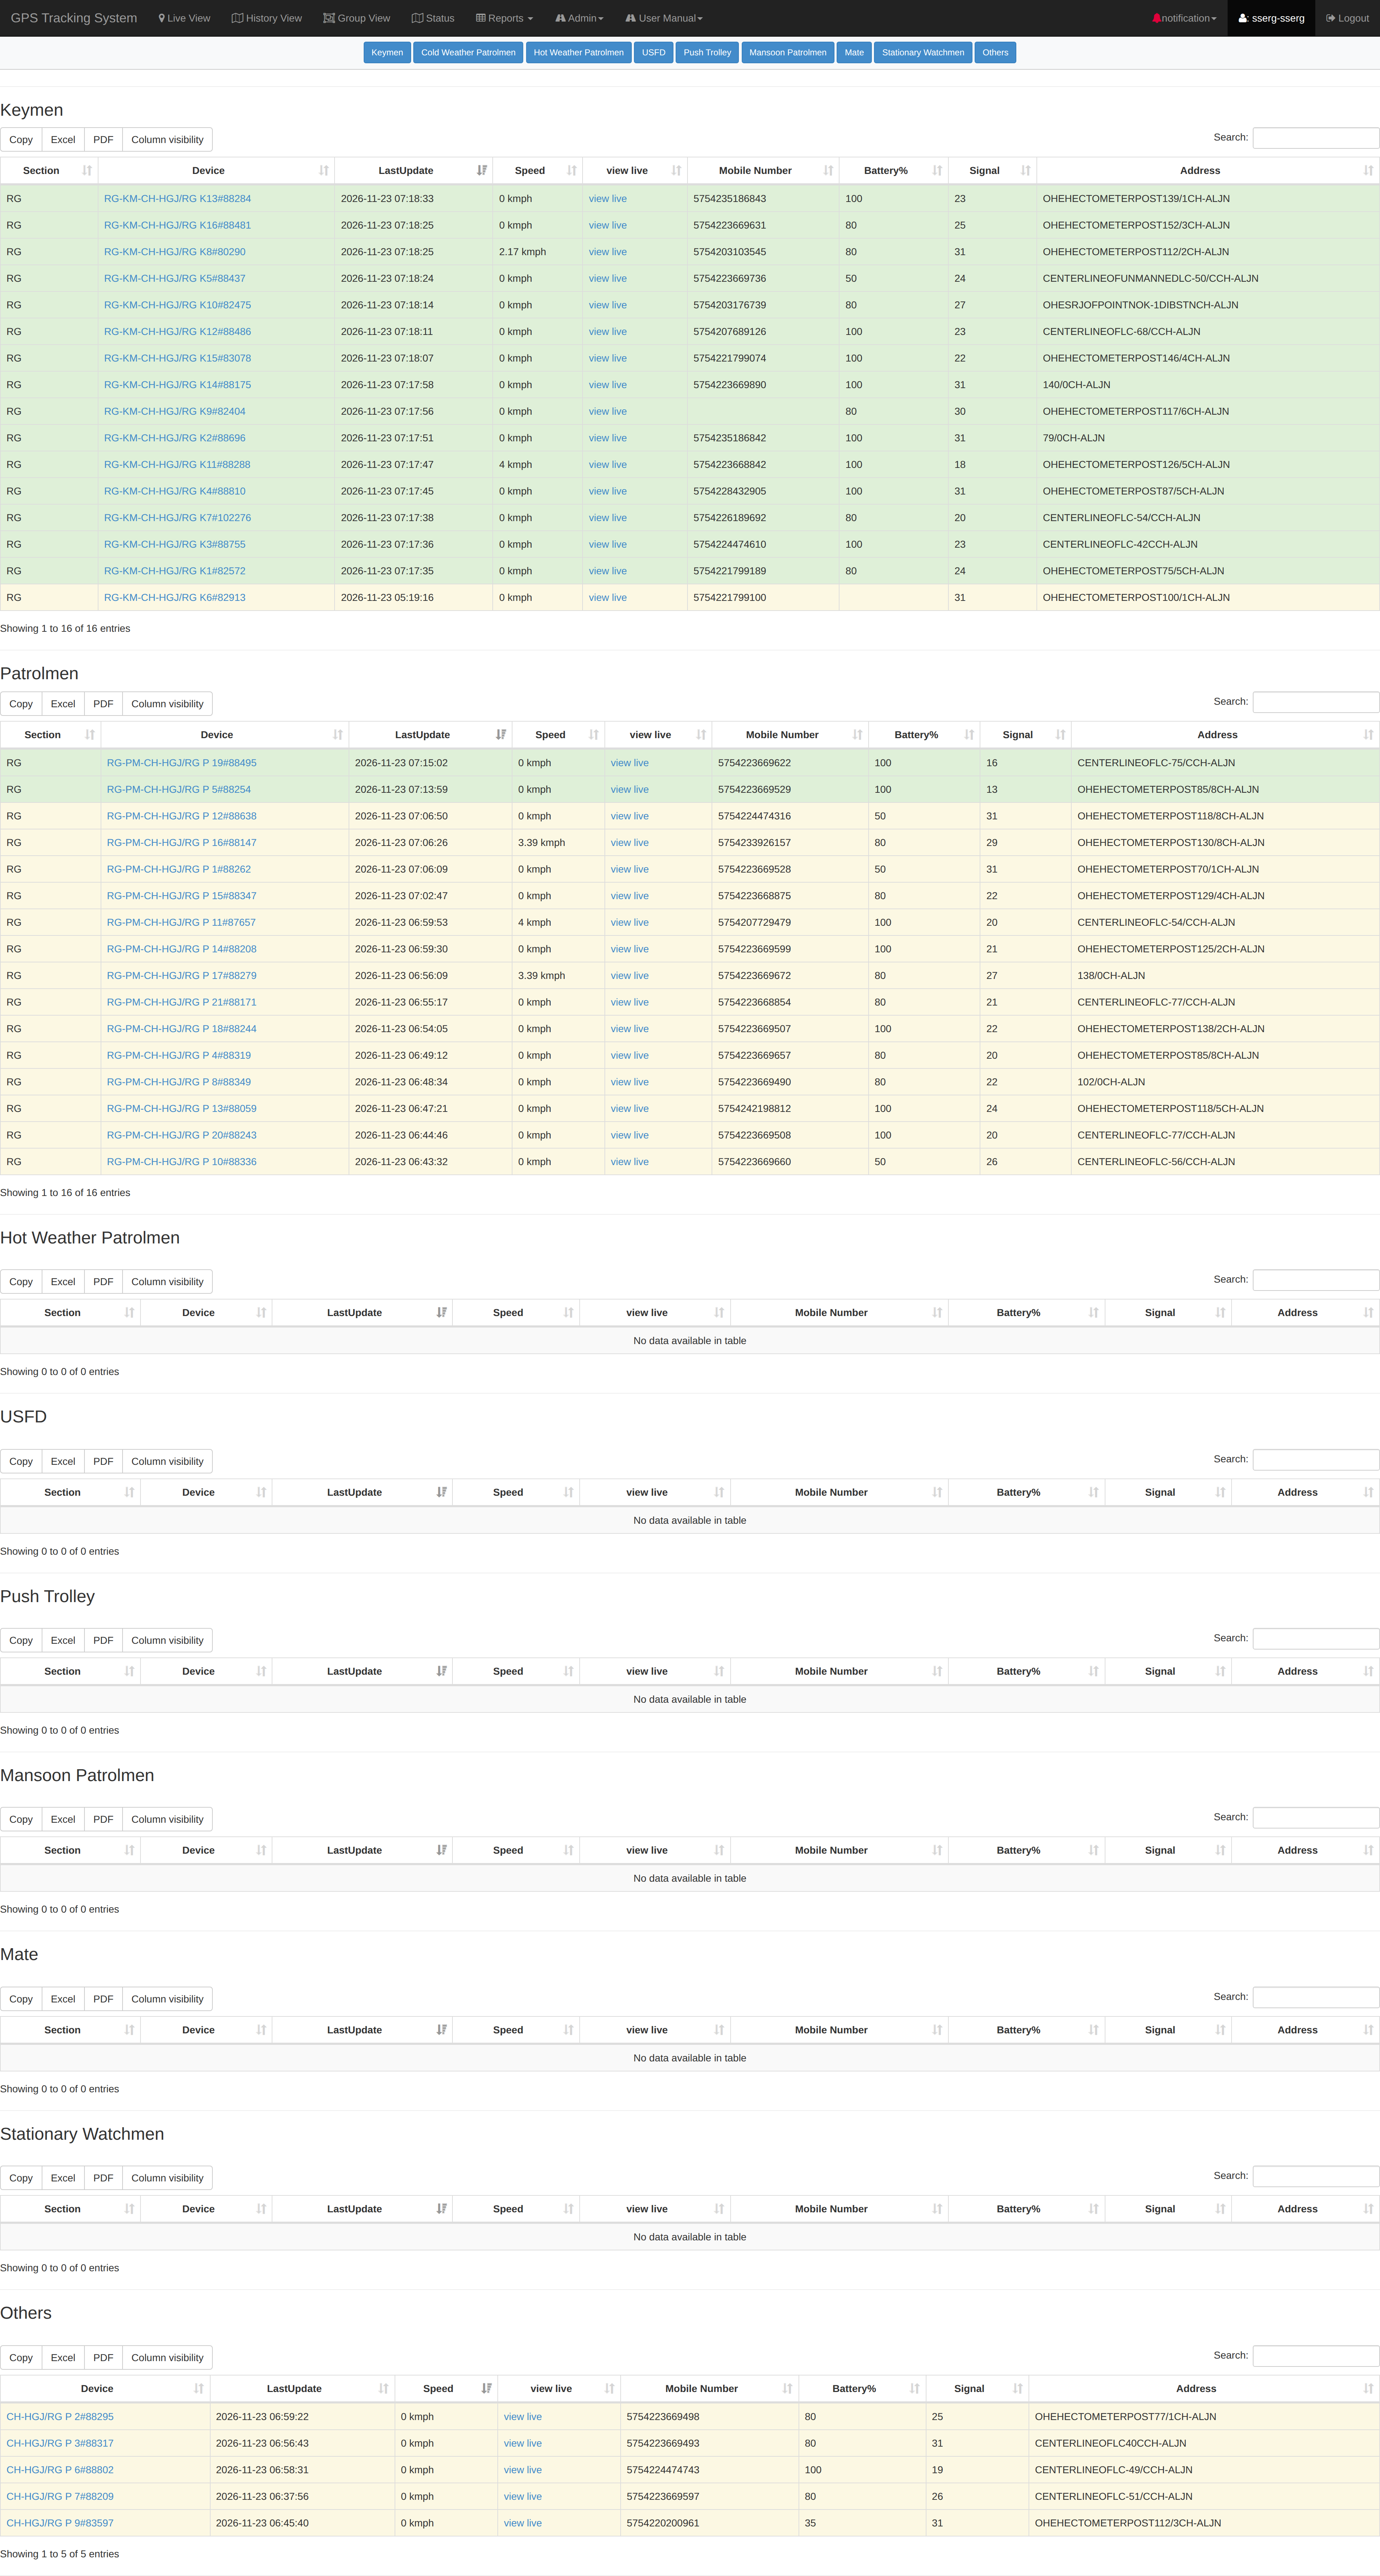 GPS Tracking System Live View History View Group View Status Reports Admin User Manual notification : sserg-sserg Logout
Keymen Cold Weather Patrolmen Hot Weather Patrolmen USFD Push Trolley Mansoon Patrolmen Mate Stationary Watchmen Others
Keymen
Copy Excel PDF Column visibility Search:
Section Device LastUpdate Speed view live Mobile Number Battery% Signal Address
RG RG-KM-CH-HGJ/RG K13#88284 2026-11-23 07:18:33 0 kmph view live 5754235186843 100 23 OHEHECTOMETERPOST139/1CH-ALJN
RG RG-KM-CH-HGJ/RG K16#88481 2026-11-23 07:18:25 0 kmph view live 5754223669631 80 25 OHEHECTOMETERPOST152/3CH-ALJN
RG RG-KM-CH-HGJ/RG K8#80290 2026-11-23 07:18:25 2.17 kmph view live 5754203103545 80 31 OHEHECTOMETERPOST112/2CH-ALJN
RG RG-KM-CH-HGJ/RG K5#88437 2026-11-23 07:18:24 0 kmph view live 5754223669736 50 24 CENTERLINEOFUNMANNEDLC-50/CCH-ALJN
RG RG-KM-CH-HGJ/RG K10#82475 2026-11-23 07:18:14 0 kmph view live 5754203176739 80 27 OHESRJOFPOINTNOK-1DIBSTNCH-ALJN
RG RG-KM-CH-HGJ/RG K12#88486 2026-11-23 07:18:11 0 kmph view live 5754207689126 100 23 CENTERLINEOFLC-68/CCH-ALJN
RG RG-KM-CH-HGJ/RG K15#83078 2026-11-23 07:18:07 0 kmph view live 5754221799074 100 22 OHEHECTOMETERPOST146/4CH-ALJN
RG RG-KM-CH-HGJ/RG K14#88175 2026-11-23 07:17:58 0 kmph view live 5754223669890 100 31 140/0CH-ALJN
RG RG-KM-CH-HGJ/RG K9#82404 2026-11-23 07:17:56 0 kmph view live 80 30 OHEHECTOMETERPOST117/6CH-ALJN
RG RG-KM-CH-HGJ/RG K2#88696 2026-11-23 07:17:51 0 kmph view live 5754235186842 100 31 79/0CH-ALJN
RG RG-KM-CH-HGJ/RG K11#88288 2026-11-23 07:17:47 4 kmph view live 5754223668842 100 18 OHEHECTOMETERPOST126/5CH-ALJN
RG RG-KM-CH-HGJ/RG K4#88810 2026-11-23 07:17:45 0 kmph view live 5754228432905 100 31 OHEHECTOMETERPOST87/5CH-ALJN
RG RG-KM-CH-HGJ/RG K7#102276 2026-11-23 07:17:38 0 kmph view live 5754226189692 80 20 CENTERLINEOFLC-54/CCH-ALJN
RG RG-KM-CH-HGJ/RG K3#88755 2026-11-23 07:17:36 0 kmph view live 5754224474610 100 23 CENTERLINEOFLC-42CCH-ALJN
RG RG-KM-CH-HGJ/RG K1#82572 2026-11-23 07:17:35 0 kmph view live 5754221799189 80 24 OHEHECTOMETERPOST75/5CH-ALJN
RG RG-KM-CH-HGJ/RG K6#82913 2026-11-23 05:19:16 0 kmph view live 5754221799100 31 OHEHECTOMETERPOST100/1CH-ALJN
Showing 1 to 16 of 16 entries
Patrolmen
Copy Excel PDF Column visibility Search:
Section Device LastUpdate Speed view live Mobile Number Battery% Signal Address
RG RG-PM-CH-HGJ/RG P 19#88495 2026-11-23 07:15:02 0 kmph view live 5754223669622 100 16 CENTERLINEOFLC-75/CCH-ALJN
RG RG-PM-CH-HGJ/RG P 5#88254 2026-11-23 07:13:59 0 kmph view live 5754223669529 100 13 OHEHECTOMETERPOST85/8CH-ALJN
RG RG-PM-CH-HGJ/RG P 12#88638 2026-11-23 07:06:50 0 kmph view live 5754224474316 50 31 OHEHECTOMETERPOST118/8CH-ALJN
RG RG-PM-CH-HGJ/RG P 16#88147 2026-11-23 07:06:26 3.39 kmph view live 5754233926157 80 29 OHEHECTOMETERPOST130/8CH-ALJN
RG RG-PM-CH-HGJ/RG P 1#88262 2026-11-23 07:06:09 0 kmph view live 5754223669528 50 31 OHEHECTOMETERPOST70/1CH-ALJN
RG RG-PM-CH-HGJ/RG P 15#88347 2026-11-23 07:02:47 0 kmph view live 5754223668875 80 22 OHEHECTOMETERPOST129/4CH-ALJN
RG RG-PM-CH-HGJ/RG P 11#87657 2026-11-23 06:59:53 4 kmph view live 5754207729479 100 20 CENTERLINEOFLC-54/CCH-ALJN
RG RG-PM-CH-HGJ/RG P 14#88208 2026-11-23 06:59:30 0 kmph view live 5754223669599 100 21 OHEHECTOMETERPOST125/2CH-ALJN
RG RG-PM-CH-HGJ/RG P 17#88279 2026-11-23 06:56:09 3.39 kmph view live 5754223669672 80 27 138/0CH-ALJN
RG RG-PM-CH-HGJ/RG P 21#88171 2026-11-23 06:55:17 0 kmph view live 5754223668854 80 21 CENTERLINEOFLC-77/CCH-ALJN
RG RG-PM-CH-HGJ/RG P 18#88244 2026-11-23 06:54:05 0 kmph view live 5754223669507 100 22 OHEHECTOMETERPOST138/2CH-ALJN
RG RG-PM-CH-HGJ/RG P 4#88319 2026-11-23 06:49:12 0 kmph view live 5754223669657 80 20 OHEHECTOMETERPOST85/8CH-ALJN
RG RG-PM-CH-HGJ/RG P 8#88349 2026-11-23 06:48:34 0 kmph view live 5754223669490 80 22 102/0CH-ALJN
RG RG-PM-CH-HGJ/RG P 13#88059 2026-11-23 06:47:21 0 kmph view live 5754242198812 100 24 OHEHECTOMETERPOST118/5CH-ALJN
RG RG-PM-CH-HGJ/RG P 20#88243 2026-11-23 06:44:46 0 kmph view live 5754223669508 100 20 CENTERLINEOFLC-77/CCH-ALJN
RG RG-PM-CH-HGJ/RG P 10#88336 2026-11-23 06:43:32 0 kmph view live 5754223669660 50 26 CENTERLINEOFLC-56/CCH-ALJN
Showing 1 to 16 of 16 entries
Hot Weather Patrolmen
Copy Excel PDF Column visibility Search:
Section Device LastUpdate Speed view live Mobile Number Battery% Signal Address
No data available in table
Showing 0 to 0 of 0 entries
USFD
Copy Excel PDF Column visibility Search:
Section Device LastUpdate Speed view live Mobile Number Battery% Signal Address
No data available in table
Showing 0 to 0 of 0 entries
Push Trolley
Copy Excel PDF Column visibility Search:
Section Device LastUpdate Speed view live Mobile Number Battery% Signal Address
No data available in table
Showing 0 to 0 of 0 entries
Mansoon Patrolmen
Copy Excel PDF Column visibility Search:
Section Device LastUpdate Speed view live Mobile Number Battery% Signal Address
No data available in table
Showing 0 to 0 of 0 entries
Mate
Copy Excel PDF Column visibility Search:
Section Device LastUpdate Speed view live Mobile Number Battery% Signal Address
No data available in table
Showing 0 to 0 of 0 entries
Stationary Watchmen
Copy Excel PDF Column visibility Search:
Section Device LastUpdate Speed view live Mobile Number Battery% Signal Address
No data available in table
Showing 0 to 0 of 0 entries
Others
Copy Excel PDF Column visibility Search:
Device LastUpdate Speed view live Mobile Number Battery% Signal Address
CH-HGJ/RG P 2#88295 2026-11-23 06:59:22 0 kmph view live 5754223669498 80 25 OHEHECTOMETERPOST77/1CH-ALJN
CH-HGJ/RG P 3#88317 2026-11-23 06:56:43 0 kmph view live 5754223669493 80 31 CENTERLINEOFLC40CCH-ALJN
CH-HGJ/RG P 6#88802 2026-11-23 06:58:31 0 kmph view live 5754224474743 100 19 CENTERLINEOFLC-49/CCH-ALJN
CH-HGJ/RG P 7#88209 2026-11-23 06:37:56 0 kmph view live 5754223669597 80 26 CENTERLINEOFLC-51/CCH-ALJN
CH-HGJ/RG P 9#83597 2026-11-23 06:45:40 0 kmph view live 5754220200961 35 31 OHEHECTOMETERPOST112/3CH-ALJN
Showing 1 to 5 of 5 entries